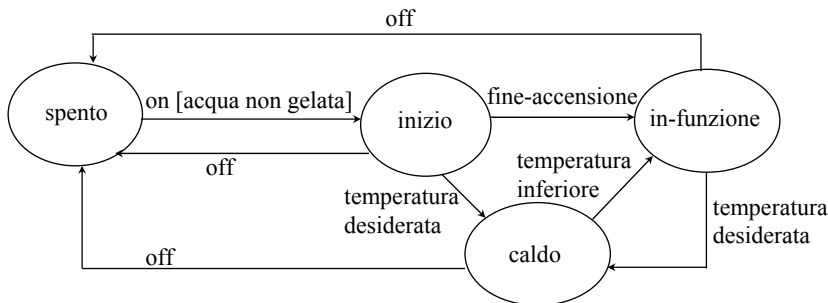 off
spento
on [acqua non gelata]
inizio
fine-accensione
in-funzione
off
temperatura
desiderata
temperatura
inferiore
temperatura
desiderata
caldo
off